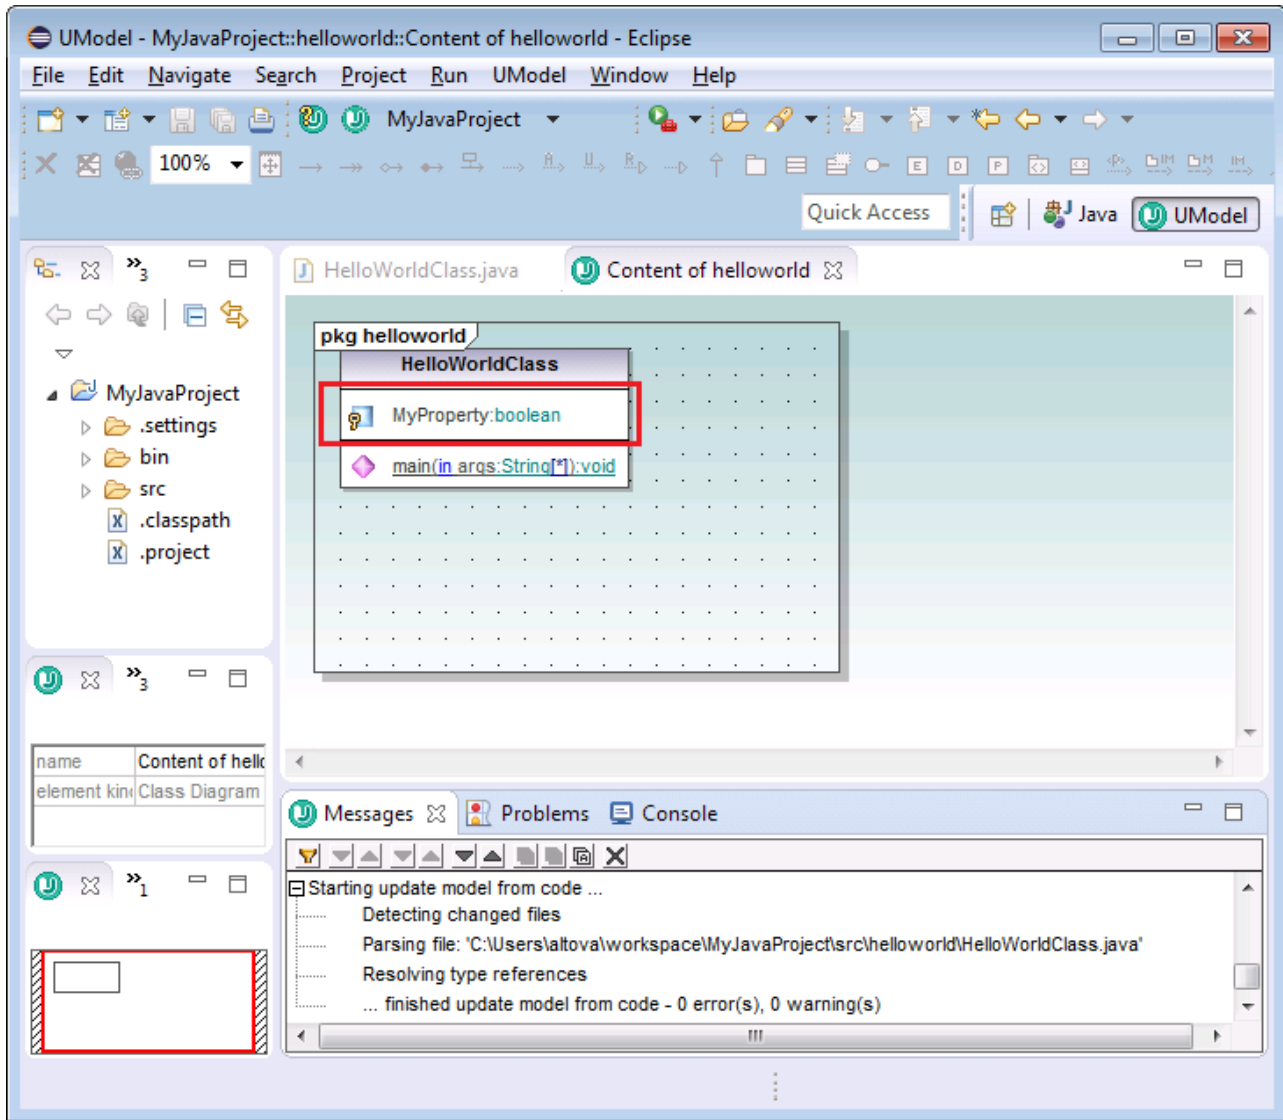 UModel - MyJavaProject::helloworld::Content of helloworld - Eclipse
File Edit Navigate Search Project Run UModel Window Help
MyJavaProject
100%
Quick Access
Java
UModel
3
HelloWorldClass.java
Content of helloworld
MyJavaProject
.settings
bin
src
.classpath
.project
pkg helloworld
HelloWorldClass
MyProperty:boolean
main(in args:String[*]):void
3
name Content of hellc
element kin Class Diagram
Messages Problems Console
1
Starting update model from code ...
Detecting changed files
Parsing file: 'C:\Users\altova\workspace\MyJavaProject\src\helloworld\HelloWorldClass.java'
Resolving type references
... finished update model from code - 0 error(s), 0 warning(s)